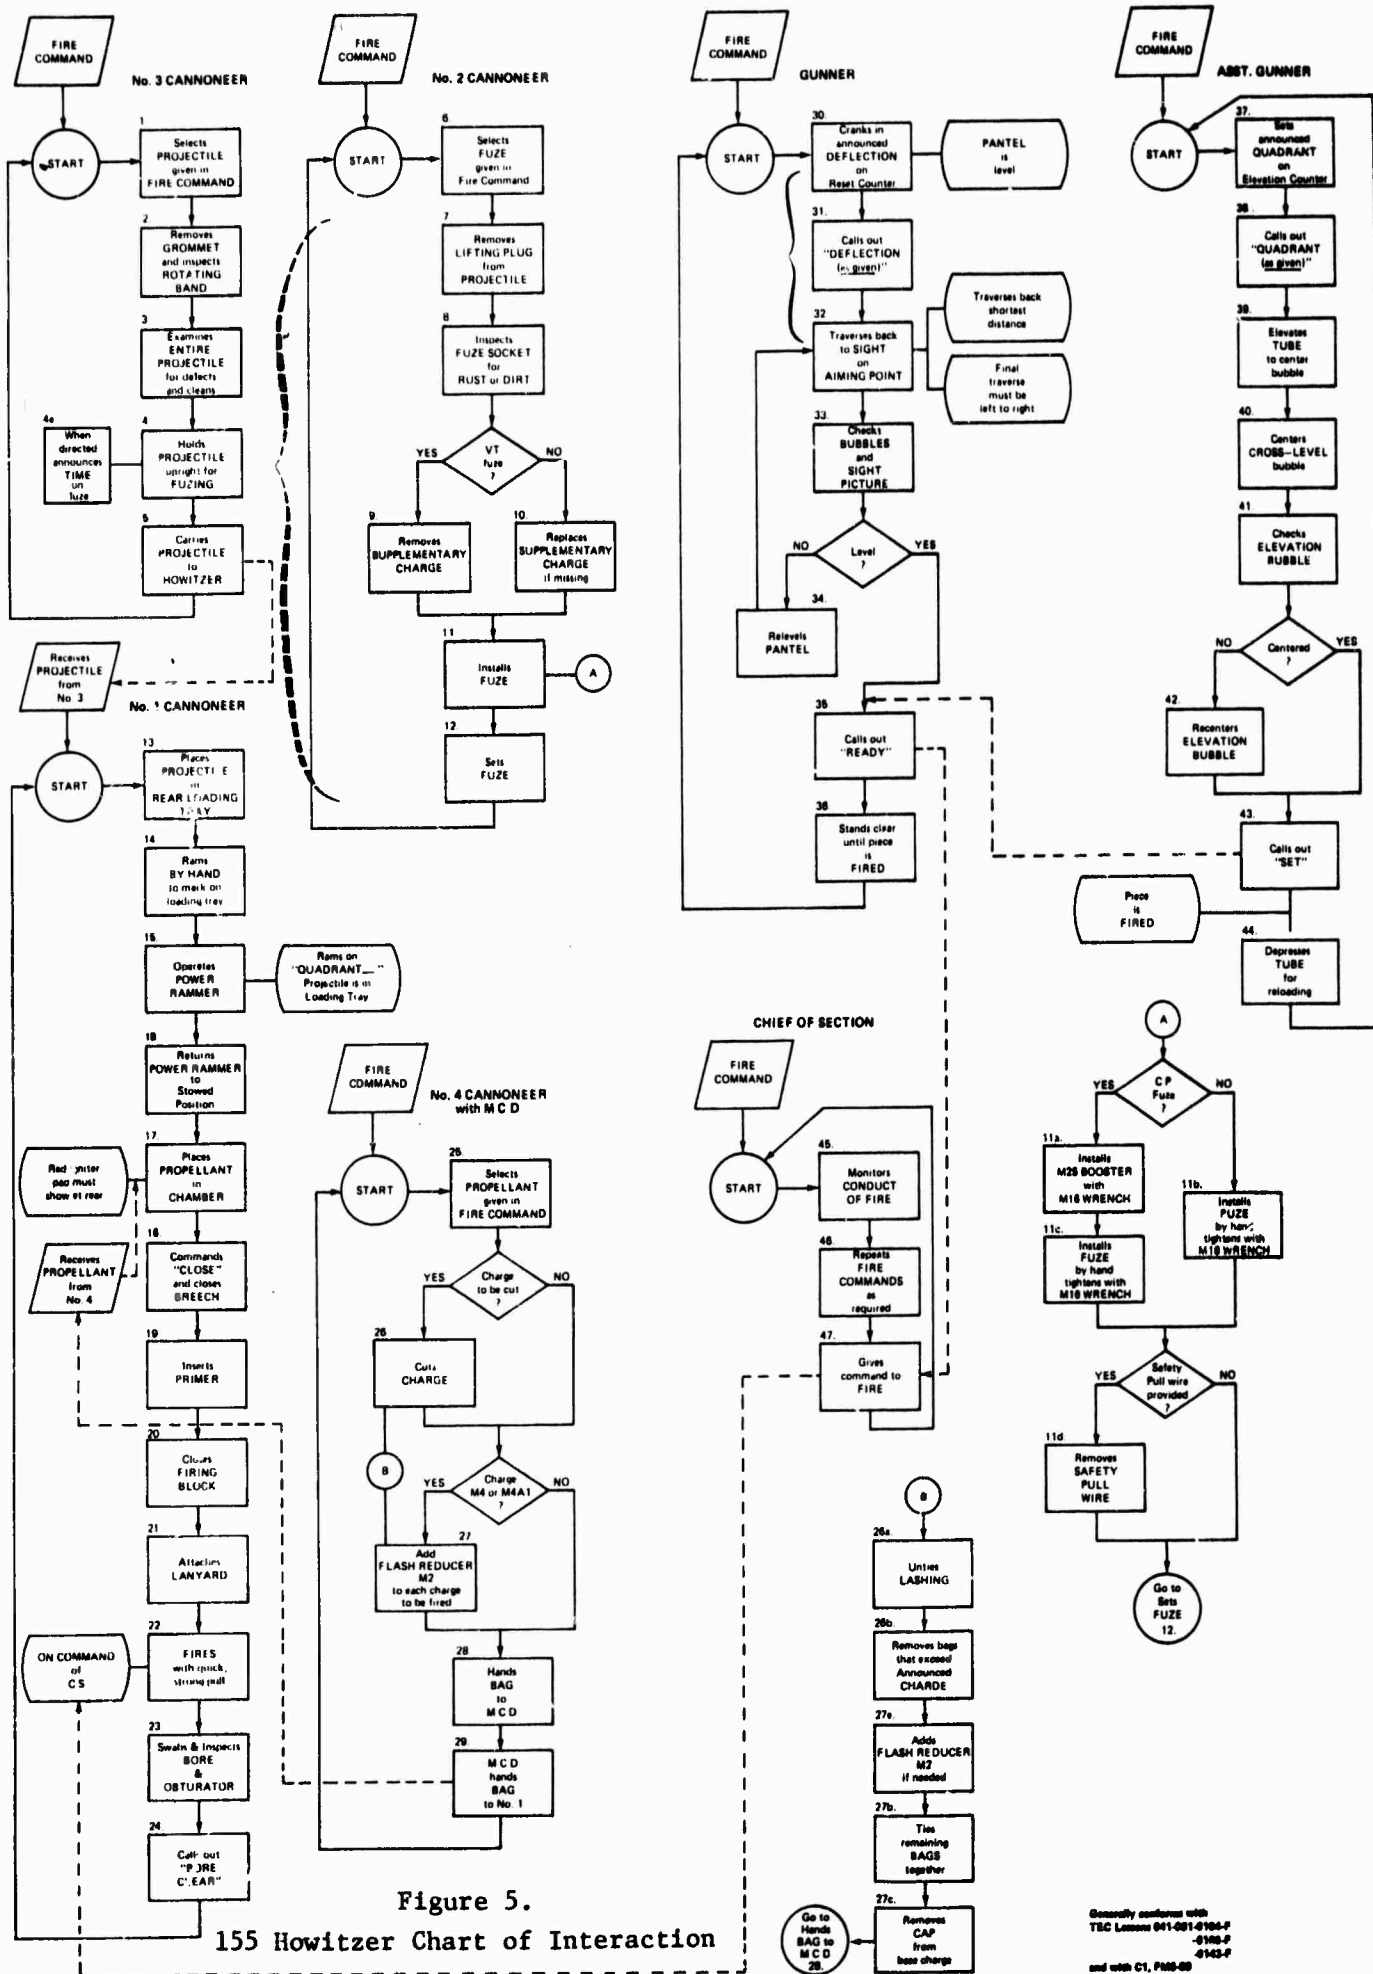 FIRE
COMMAND
No. 3 CANNONEER
START
1
Selects
PROJECTILE
given in
FIRE COMMAND
2
Removes
GROMMET
and inspects
ROTATING
BAND
3
Examines
ENTIRE
PROJECTILE
for defects
and cleans
4a
When
directed
announces
TIME
on
fuze
4
Holds
PROJECTILE
upright for
FUZING
5
Carries
PROJECTILE
to
HOWITZER
Receives
PROJECTILE
from
No. 3
No. 1 CANNONEER
START
13
Places
PROJECTILE
in
REAR LOADING
TRAY
14
Rams
BY HAND
to mark on
loading tray
15
Operates
POWER
RAMMER
Rams on
"QUADRANT__"
Projectile is in
Loading Tray
16
Returns
POWER RAMMER
to
Stowed
Position
17.
Places
PROPELLANT
in
CHAMBER
Red igniter
pad must
show at rear
Receives
PROPELLANT
from
No. 4
18
Commands
"CLOSE"
and closes
BREECH
19
Inserts
PRIMER
20
Closes
FIRING
BLOCK
21
Attaches
LANYARD
22
FIRES
with quick,
strong pull
ON COMMAND
of
CS
23
Swabs & Inspects
BORE
&
OBTURATOR
24.
Calls out
"BORE
CLEAR"
FIRE
COMMAND
No. 2 CANNONEER
START
6.
Selects
FUZE
given in
Fire Command
7
Removes
LIFTING PLUG
from
PROJECTILE
8
Inspects
FUZE SOCKET
for
RUST or DIRT
VT
fuze
?
YES
NO
9.
Removes
SUPPLEMENTARY
CHARGE
10.
Replaces
SUPPLEMENTARY
CHARGE
if missing
11
Installs
FUZE
A
12
Sets
FUZE
FIRE
COMMAND
No. 4 CANNONEER
with M C D
START
25.
Selects
PROPELLANT
given in
FIRE COMMAND
Charge
to be cut
?
YES
NO
26
Cuts
CHARGE
B
Charge
M4 or M4A1
?
YES
NO
27
Add
FLASH REDUCER
M2
to each charge
to be fired
28
Hands
BAG
to
M C D
29.
M C D
hands
BAG
to No. 1
FIRE
COMMAND
GUNNER
START
30.
Cranks in
announced
DEFLECTION
on
Reset Counter
PANTEL
is
level
31.
Calls out
"DEFLECTION
(as given)"
32
Traverses back
to SIGHT
on
AIMING POINT
Traverses back
shortest
distance
Final
traverse
must be
left to right
33.
Checks
BUBBLES
and
SIGHT
PICTURE
Level
?
NO
YES
34.
Relevels
PANTEL
35
Calls out
"READY"
36
Stands clear
until piece
is
FIRED
FIRE
COMMAND
ASST. GUNNER
START
37.
Sets
announced
QUADRANT
on
Elevation Counter
38
Calls out
"QUADRANT
(as given)"
39.
Elevates
TUBE
to center
bubble
40.
Centers
CROSS-LEVEL
bubble
41.
Checks
ELEVATION
BUBBLE
Centered
?
NO
YES
42.
Recenters
ELEVATION
BUBBLE
43.
Calls out
"SET"
Piece
is
FIRED
44.
Depresses
TUBE
for
reloading
CHIEF OF SECTION
FIRE
COMMAND
START
45.
Monitors
CONDUCT
OF FIRE
46.
Repeats
FIRE
COMMANDS
as
required
47.
Gives
command to
FIRE
A
C P
Fuze
?
YES
NO
11a.
Installs
M25 BOOSTER
with
M16 WRENCH
11b.
Installs
FUZE
by hand,
tightens with
M18 WRENCH
11c.
Installs
FUZE
by hand
tightens with
M18 WRENCH
Safety
Pull wire
provided
?
YES
NO
11d.
Removes
SAFETY
PULL
WIRE
Go to
Sets
FUZE
12.
B
26a.
Unties
LASHING
26b.
Removes bags
that exceed
Announced
CHARDE
27a.
Adds
FLASH REDUCER
M2
if needed
27b.
Ties
remaining
BAGS
together
27c.
Removes
CAP
from
base charge
Go to
Hands
BAG to
M C D
28.
Figure 5.
155 Howitzer Chart of Interaction
Generally conforms with
TEC Lessons
and with C1,